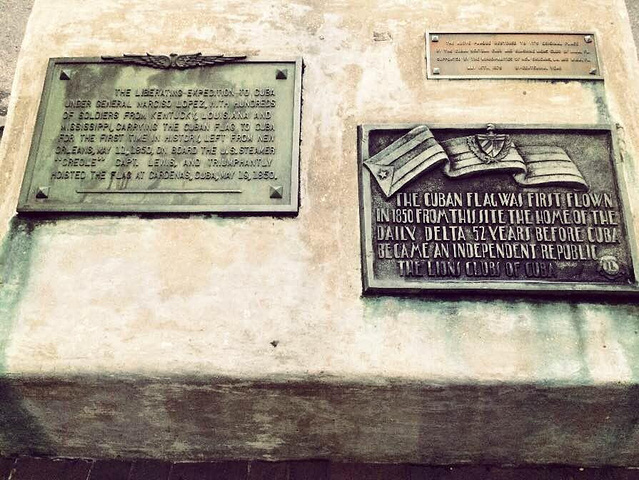 THE LIBERATING EXPEDITION TO CUBA
UNDER GENERAL NARCISO LOPEZ, WITH HUNDREDS
OF SOLDIERS FROM KENTUCKY, LOUISIANA AND
MISSISSIPPI, CARRYING THE CUBAN FLAG TO CUBA
FOR THE FIRST TIME IN HISTORY, LEFT FROM NEW
ORLEANS, MAY 11, 1850, ON BOARD THE U.S. STEAMER
"CREOLE" CAPT. LEWIS, AND TRIUMPHANTLY
HOISTED THE FLAG AT CARDENAS, CUBA, MAY 19, 1850.
THE CUBAN FLAG WAS FIRST FLOWN
IN 1850 FROM THIS SITE THE HOME OF THE
DAILY DELTA 52 YEARS BEFORE CUBA
BECAME AN INDEPENDENT REPUBLIC
THE LIONS CLUBS OF CUBA